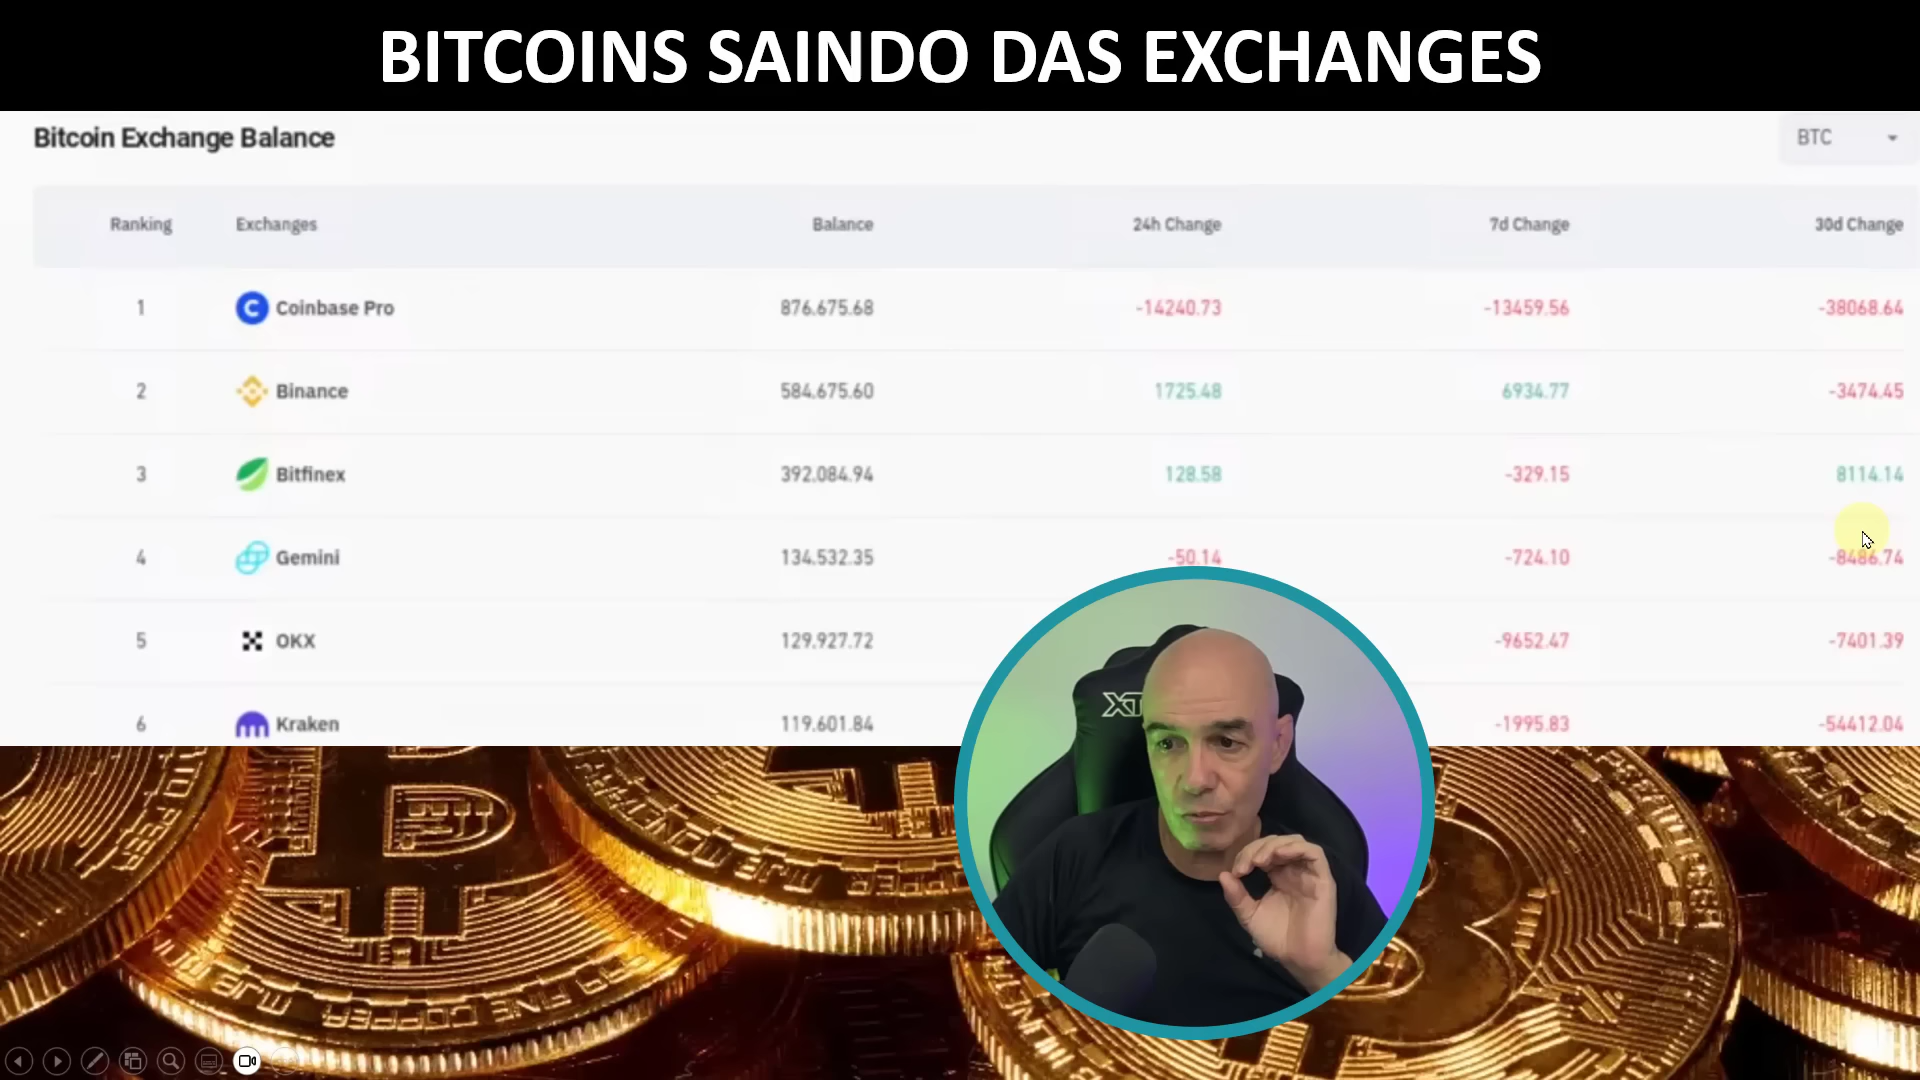 BITCOINS SAINDO DAS EXCHANGES
Bitcoin Exchange Balance
BTC
Ranking Exchanges Balance 24h Change 7d Change 30d Change
1 Coinbase Pro 876.675.68 -14240.73 -13459.56 -38068.64
2 Binance 584.675.60 1725.48 6934.77 -3474.45
3 Bitfinex 392.084.94 128.58 -329.15 8114.14
4 Gemini 134.532.35 -50.14 -724.10 -8486.74
5 OKX 129.927.72 -9652.47 -7401.39
6 Kraken 119.601.84 -1995.83 -54412.04